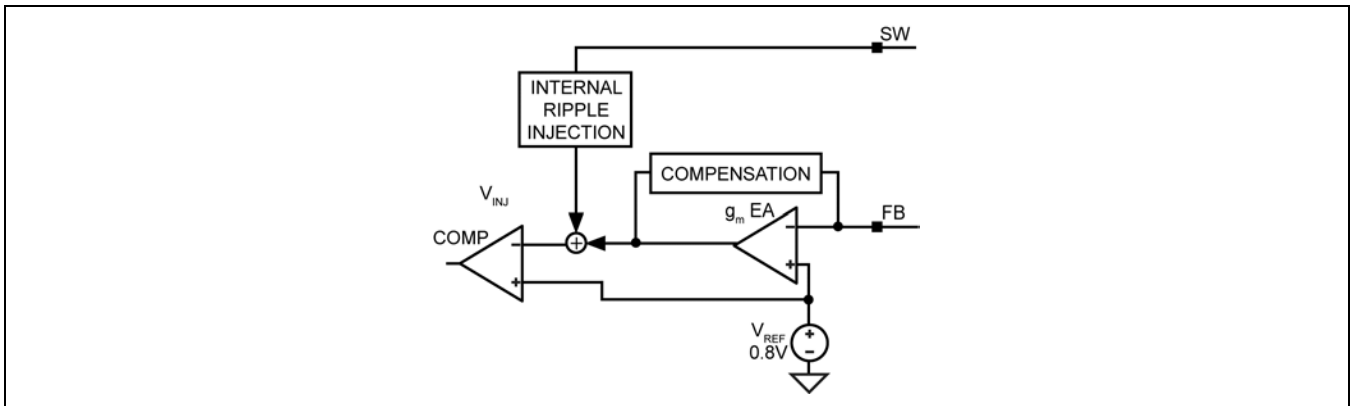 SW
INTERNAL
RIPPLE
INJECTION
COMPENSATION
V_INJ
g_m EA
FB
COMP
V_REF
0.8V